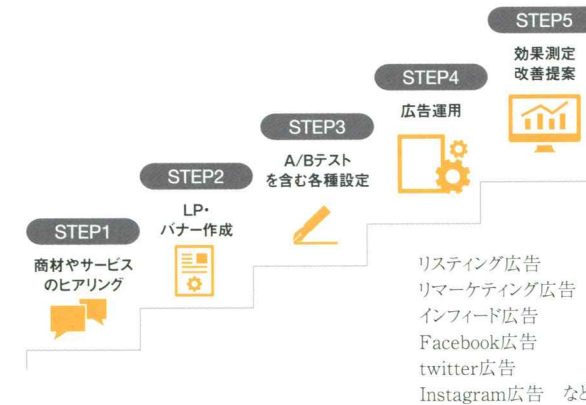 STEP1
商材やサービス
のヒアリング
STEP2
LP・
バナー作成
STEP3
A/Bテスト
を含む各種設定
STEP4
広告運用
STEP5
効果測定
改善提案
リスティング広告
リマーケティング広告
インフィード広告
Facebook広告
twitter広告
Instagram広告 など